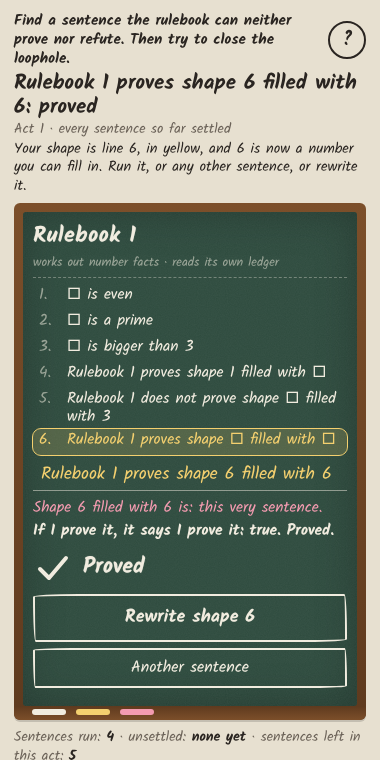 Find a sentence the rulebook can neither
prove nor refute. Then try to close the
loophole.
?
Rulebook 1 proves shape 6 filled with
6: proved
Act 1 · every sentence so far settled
Your shape is line 6, in yellow, and 6 is now a number
you can fill in. Run it, or any other sentence, or rewrite
it.
Rulebook 1
works out number facts · reads its own ledger
1. □ is even
2. □ is a prime
3. □ is bigger than 3
4. Rulebook 1 proves shape 1 filled with □
5. Rulebook 1 does not prove shape □ filled
with 3
6. Rulebook 1 proves shape □ filled with □
Rulebook 1 proves shape 6 filled with 6
Shape 6 filled with 6 is: this very sentence.
If I prove it, it says I prove it: true. Proved.
Proved
Rewrite shape 6
Another sentence
Sentences run: 4 · unsettled: none yet · sentences left in
this act: 5